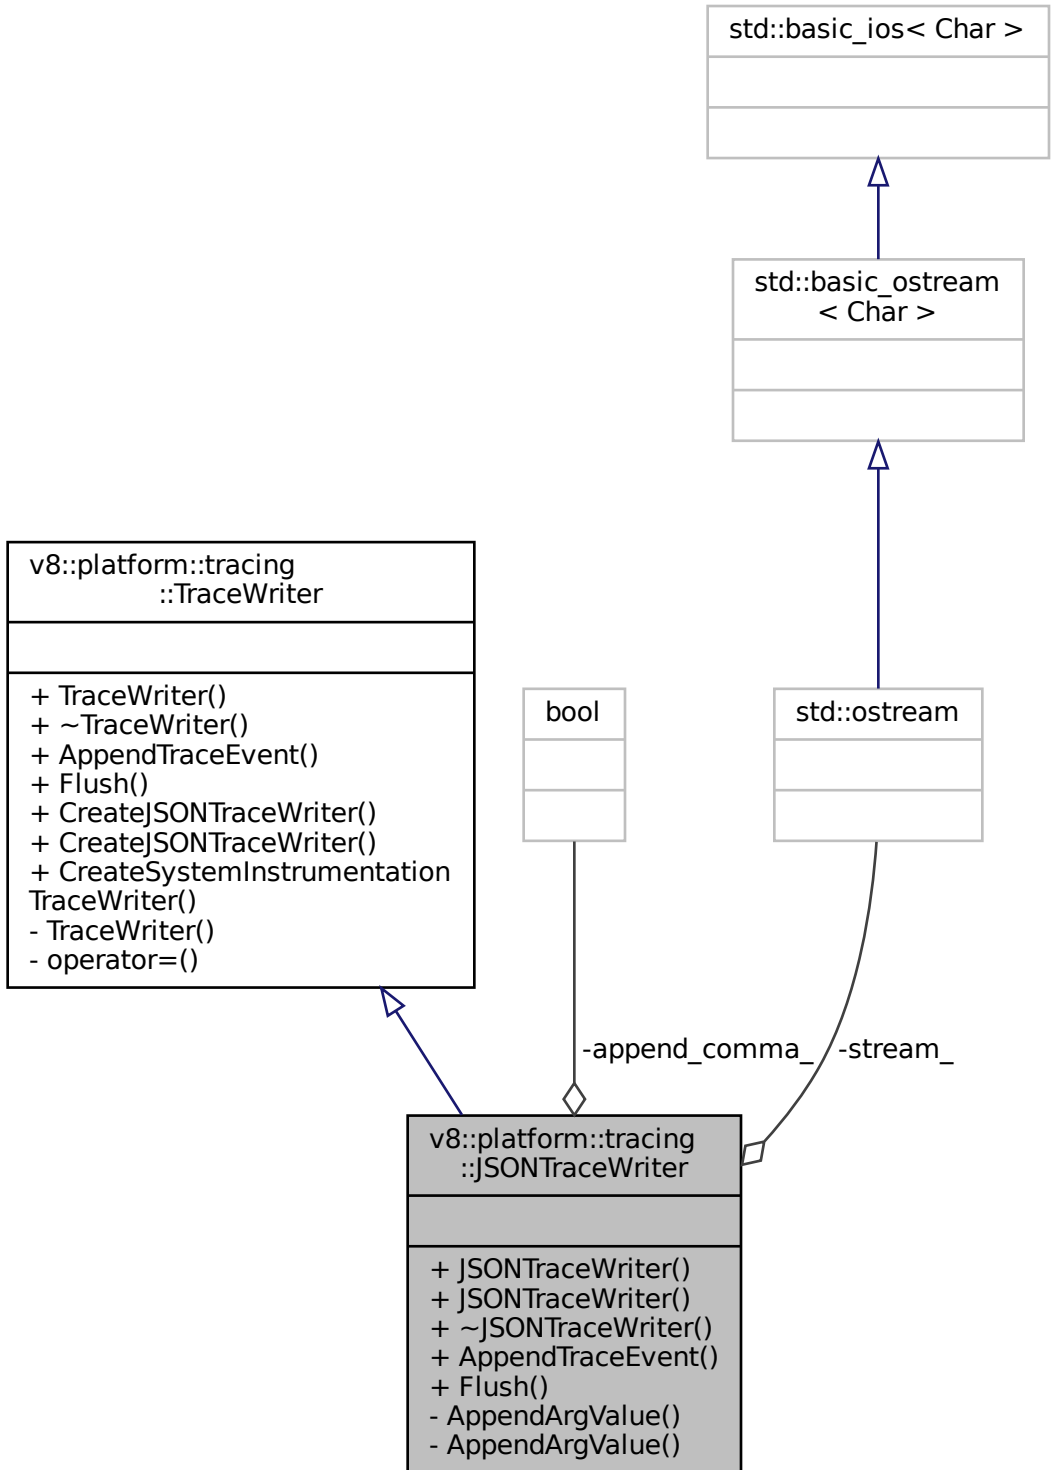 std::basic_ios< Char >
std::basic_ostream
< Char >
v8::platform::tracing
::TraceWriter
+ TraceWriter()
+ ~TraceWriter()
+ AppendTraceEvent()
+ Flush()
+ CreateJSONTraceWriter()
+ CreateJSONTraceWriter()
+ CreateSystemInstrumentation
TraceWriter()
- TraceWriter()
- operator=()
bool
std::ostream
-append_comma_
-stream_
v8::platform::tracing
::JSONTraceWriter
+ JSONTraceWriter()
+ JSONTraceWriter()
+ ~JSONTraceWriter()
+ AppendTraceEvent()
+ Flush()
- AppendArgValue()
- AppendArgValue()